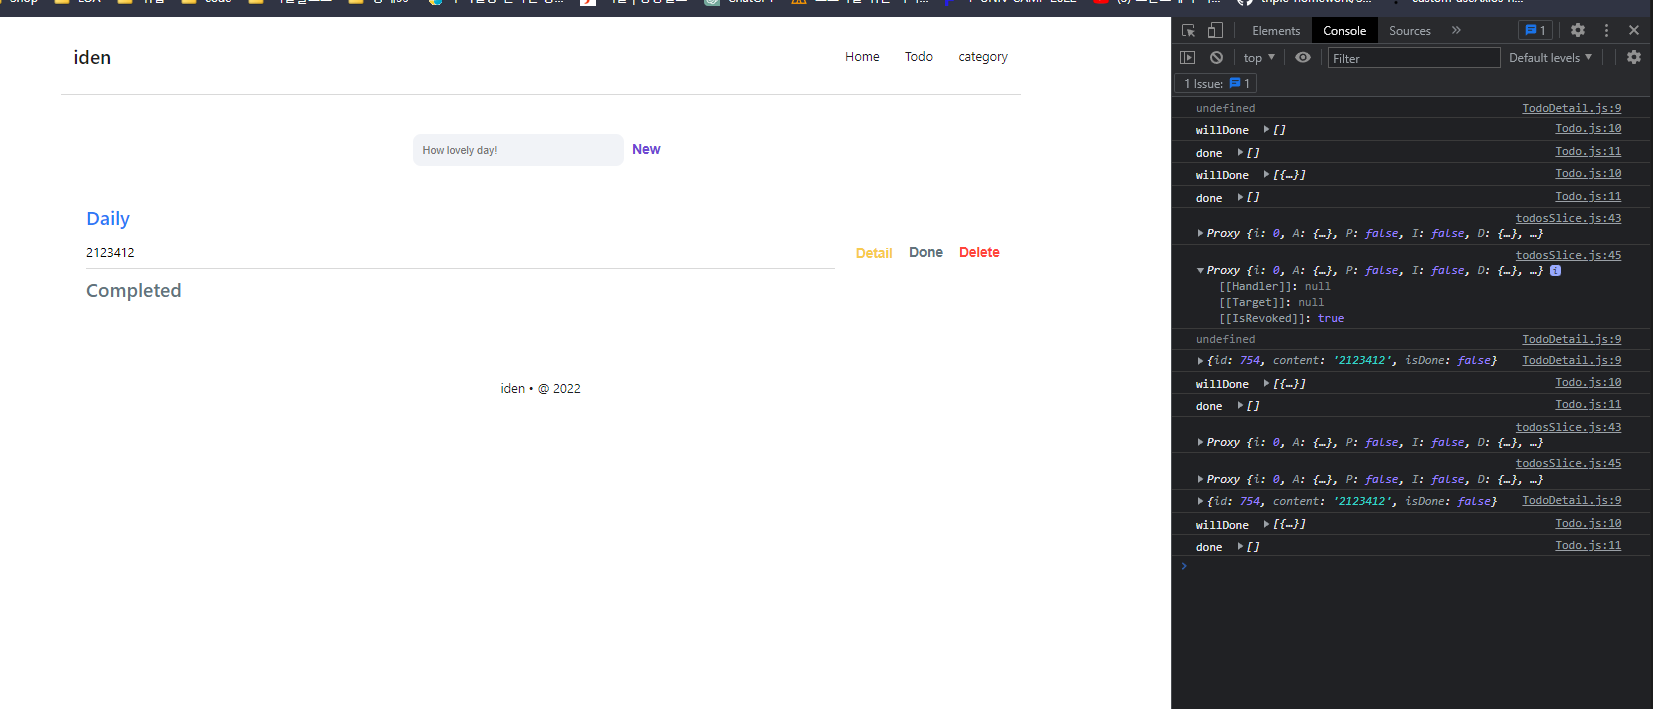 iden
Home Todo category
How lovely day! New
Daily
2123412 Detail Done Delete
Completed
iden • @ 2022
Elements Console Sources » 1
top ▼ Filter Default levels ▼
1 Issue: 1
undefined TodoDetail.js:9
willDone ▶ [] Todo.js:10
done ▶ [] Todo.js:11
willDone ▶ [{…}] Todo.js:10
done ▶ [] Todo.js:11
todosSlice.js:43
▶ Proxy {i: 0, A: {…}, P: false, I: false, D: {…}, …}
todosSlice.js:45
▼ Proxy {i: 0, A: {…}, P: false, I: false, D: {…}, …} i
[[Handler]]: null
[[Target]]: null
[[IsRevoked]]: true
undefined TodoDetail.js:9
▶ {id: 754, content: '2123412', isDone: false} TodoDetail.js:9
willDone ▶ [{…}] Todo.js:10
done ▶ [] Todo.js:11
todosSlice.js:43
▶ Proxy {i: 0, A: {…}, P: false, I: false, D: {…}, …}
todosSlice.js:45
▶ Proxy {i: 0, A: {…}, P: false, I: false, D: {…}, …}
▶ {id: 754, content: '2123412', isDone: false} TodoDetail.js:9
willDone ▶ [{…}] Todo.js:10
done ▶ [] Todo.js:11